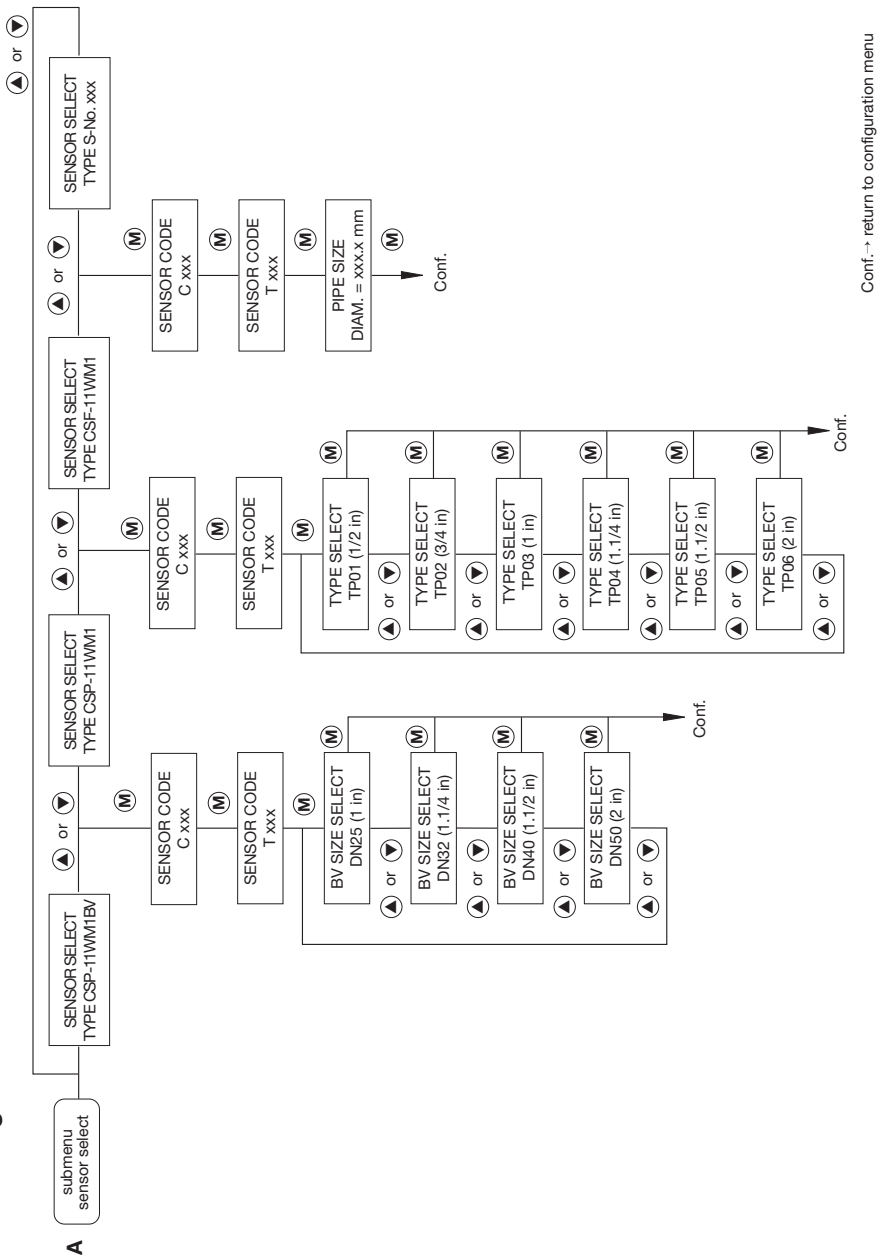 A
submenu
sensor select
SENSOR SELECT
TYPE CSP-11WM1BV
or
SENSOR SELECT
TYPE CSP-11WM1
or
SENSOR SELECT
TYPE CSF-11WM1
or
SENSOR SELECT
TYPE S-No. xxx
or
M
SENSOR CODE
C xxx
M
SENSOR CODE
T xxx
M
BV SIZE SELECT
DN25 (1 in)
M
or
BV SIZE SELECT
DN32 (1.1/4 in)
M
or
BV SIZE SELECT
DN40 (1.1/2 in)
M
or
BV SIZE SELECT
DN50 (2 in)
M
or
Conf.
M
SENSOR CODE
C xxx
M
SENSOR CODE
T xxx
M
TYPE SELECT
TP01 (1/2 in)
M
or
TYPE SELECT
TP02 (3/4 in)
M
or
TYPE SELECT
TP03 (1 in)
M
or
TYPE SELECT
TP04 (1.1/4 in)
M
or
TYPE SELECT
TP05 (1.1/2 in)
M
or
TYPE SELECT
TP06 (2 in)
M
or
Conf.
M
SENSOR CODE
C xxx
M
SENSOR CODE
T xxx
M
PIPE SIZE
DIAM. = xxx.x mm
M
Conf.
Conf.→ return to configuration menu